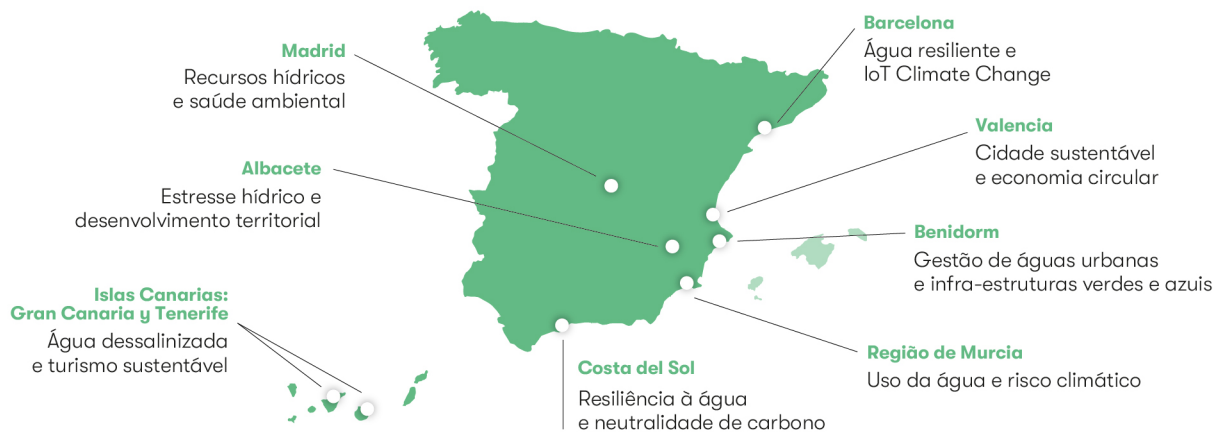 Madrid
Recursos hídricos
e saúde ambiental
Albacete
Estresse hídrico e
desenvolvimento territorial
Islas Canarias:
Gran Canaria y Tenerife
Água dessalinizada
e turismo sustentável
Barcelona
Água resiliente e
IoT Climate Change
Valencia
Cidade sustentável
e economia circular
Benidorm
Gestão de águas urbanas
e infra-estruturas verdes e azuis
Região de Murcia
Uso da água e risco climático
Costa del Sol
Resiliência à água
e neutralidade de carbono